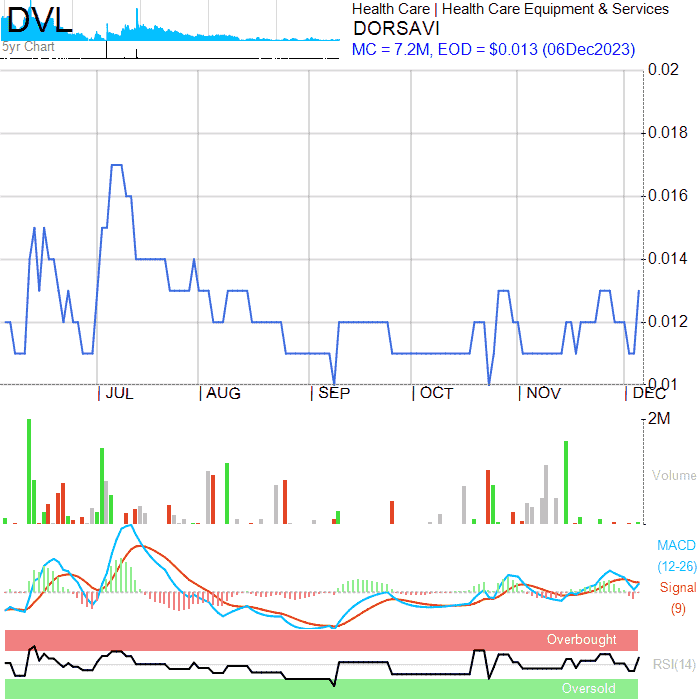 DVL
5yr Chart
Health Care | Health Care Equipment & Services
DORSAVI
MC = 7.2M, EOD = $0.013 (06Dec2023)
0.02
0.018
0.016
0.014
0.012
0.01
JUL AUG SEP OCT NOV DEC
2M
Volume
MACD
(12-26)
Signal
(9)
Overbought
RSI(14)
Oversold